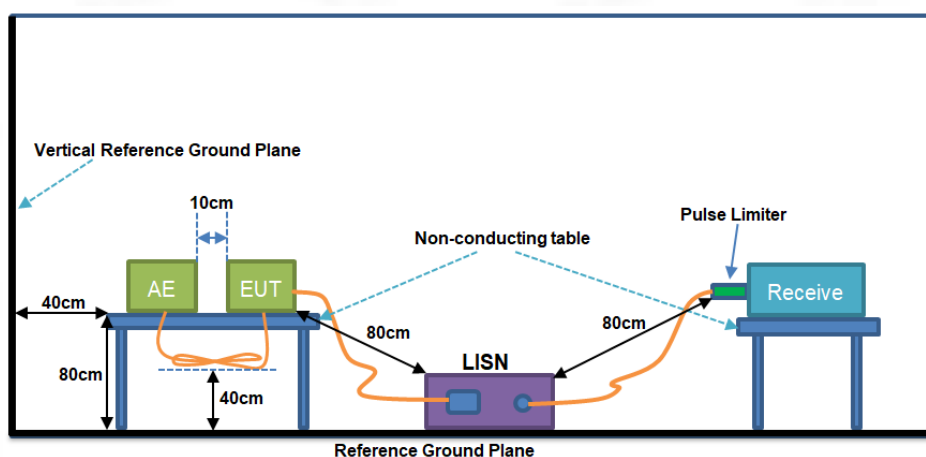 Vertical Reference Ground Plane
10cm
Pulse Limiter
Non-conducting table
AE
EUT
Receive
40cm
80cm
80cm
LISN
80cm
40cm
Reference Ground Plane